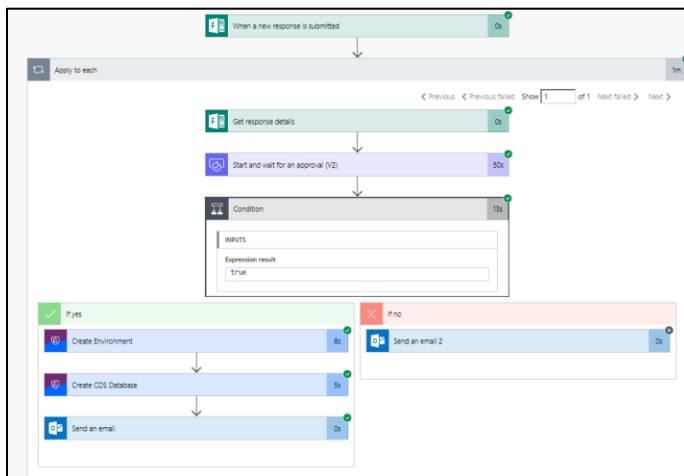 When a new response is submitted 0s
Apply to each 1m
< Previous < Previous failed Show 1 of 1 Next failed > Next >
Get response details 0s
Start and wait for an approval (V2) 50s
Condition 13s
INPUTS
Expression result
true
If yes
If no
Create Environment 8s
Send an email 2 0s
Create CDS Database 5s
Send an email 0s